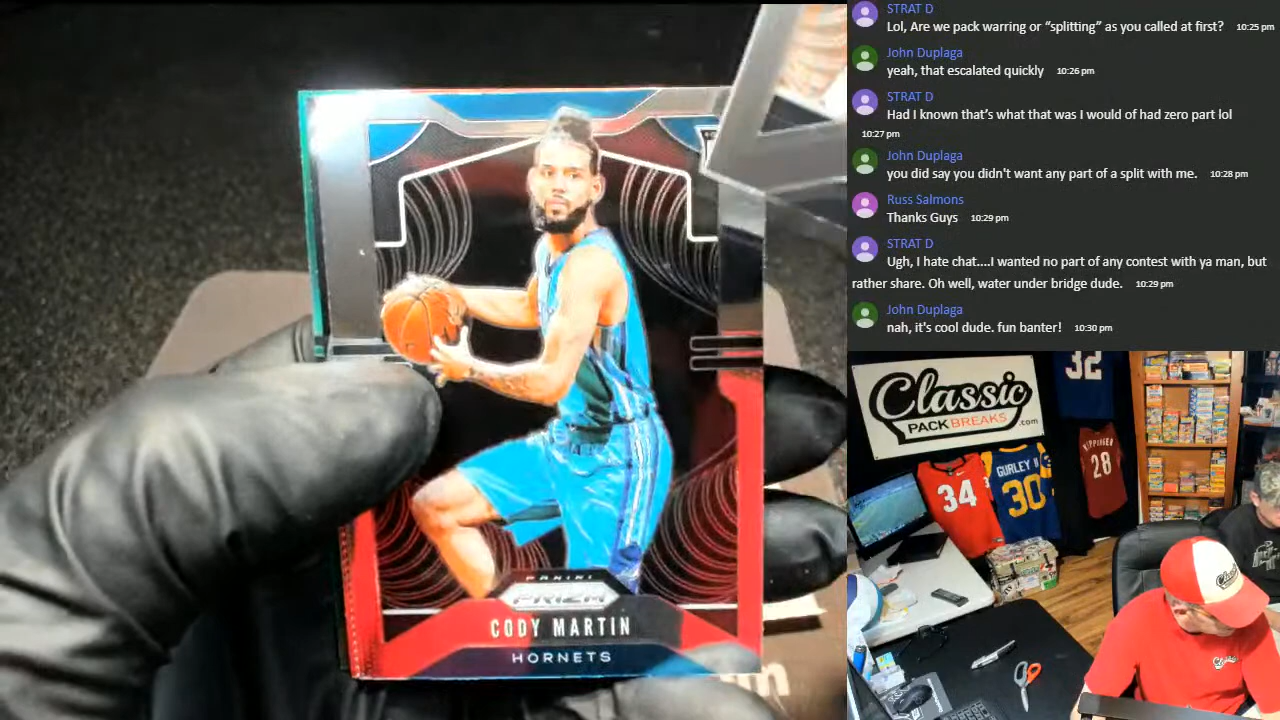 PANINI
PRIZM
CODY MARTIN
HORNETS
STRAT D
Lol, Are we pack warring or “splitting” as you called at first? 10:25 pm
John Duplaga
yeah, that escalated quickly 10:26 pm
STRAT D
Had I known that’s what that was I would of had zero part lol
10:27 pm
John Duplaga
you did say you didn't want any part of a split with me. 10:28 pm
Russ Salmons
Thanks Guys 10:29 pm
STRAT D
Ugh, I hate chat....I wanted no part of any contest with ya man, but
rather share. Oh well, water under bridge dude. 10:29 pm
John Duplaga
nah, it's cool dude. fun banter! 10:30 pm
Classic
PACK BREAKS.com
32
34
GURLEY II
30
28
Classic